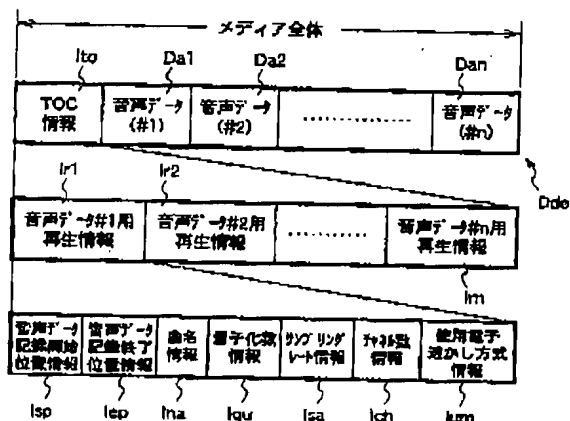 メディア全体
Ito Da1 Da2 Dan
TOC
情報
音声データ
(#1)
音声データ
(#2)
音声データ
(#n)
Ir1 Ir2 Dde
音声データ#1用
再生情報
音声データ#2用
再生情報
音声データ#n用
再生情報
Irn
音声データ
記録開始
位置情報
音声データ
記録終了
位置情報
曲名
情報
量子化数
情報
サンプリング
レート情報
チャネル数
情報
使用電子
透かし方式
情報
Isp Iep Ina Iqu Isa Ich Ium